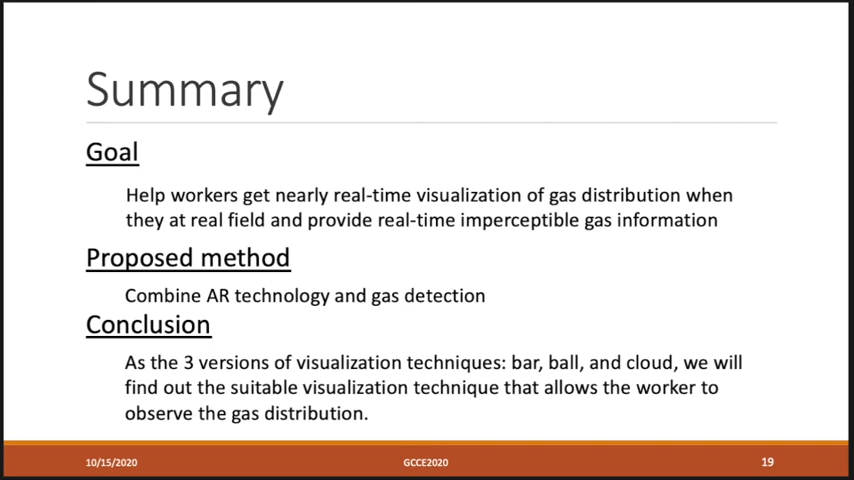 Summary
Goal
Help workers get nearly real-time visualization of gas distribution when
they at real field and provide real-time imperceptible gas information
Proposed method
Combine AR technology and gas detection
Conclusion
As the 3 versions of visualization techniques: bar, ball, and cloud, we will
find out the suitable visualization technique that allows the worker to
observe the gas distribution.
10/15/2020
GCCE2020
19